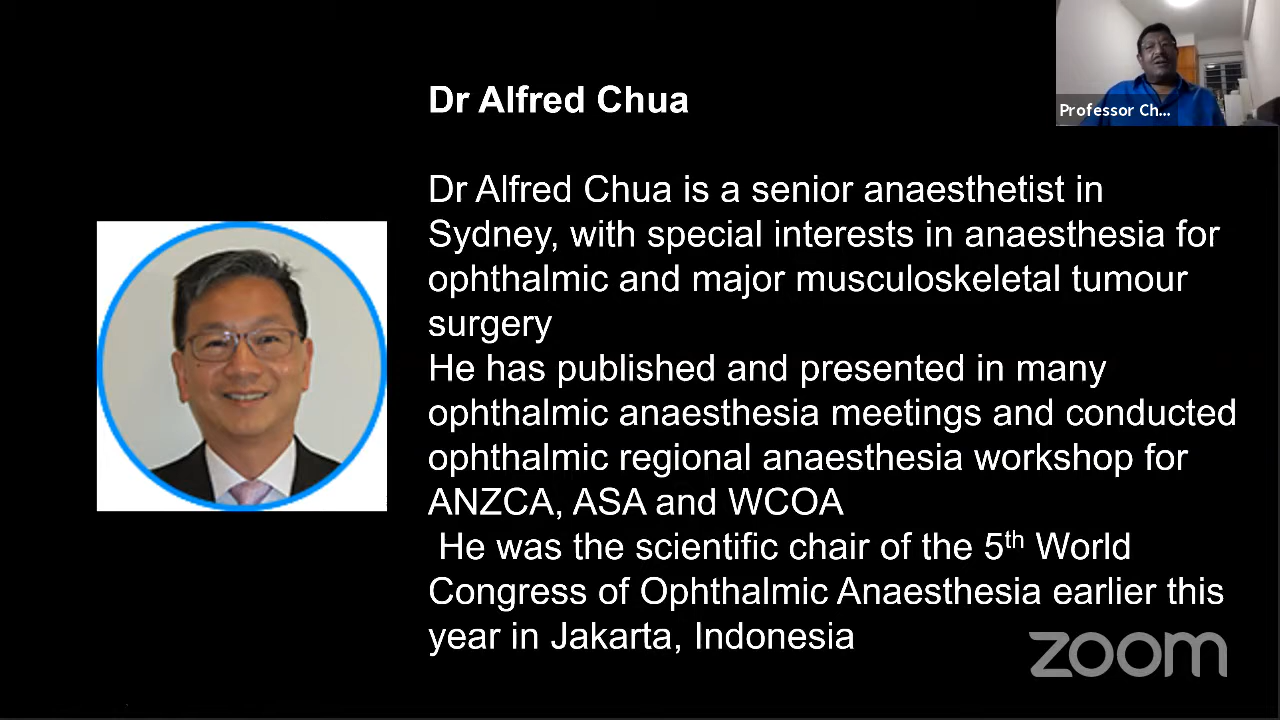 Dr Alfred Chua
Professor Ch...
Dr Alfred Chua is a senior anaesthetist in
Sydney, with special interests in anaesthesia for
ophthalmic and major musculoskeletal tumour
surgery
He has published and presented in many
ophthalmic anaesthesia meetings and conducted
ophthalmic regional anaesthesia workshop for
ANZCA, ASA and WCOA
He was the scientific chair of the 5th World
Congress of Ophthalmic Anaesthesia earlier this
year in Jakarta, Indonesia
zoom